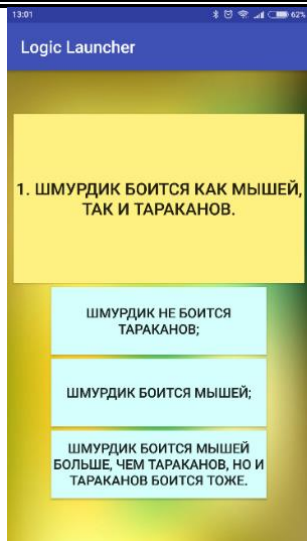 13:01
62%
Logic Launcher
1. ШМУРДИК БОИТСЯ КАК МЫШЕЙ,
ТАК И ТАРАКАНОВ.
ШМУРДИК НЕ БОИТСЯ
ТАРАКАНОВ;
ШМУРДИК БОИТСЯ МЫШЕЙ;
ШМУРДИК БОИТСЯ МЫШЕЙ
БОЛЬШЕ, ЧЕМ ТАРАКАНОВ, НО И
ТАРАКАНОВ БОИТСЯ ТОЖЕ.